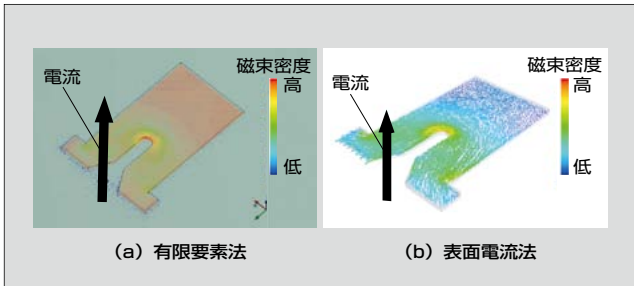 電流
磁束密度
高
低
(a) 有限要素法
電流
磁束密度
高
低
(b) 表面電流法